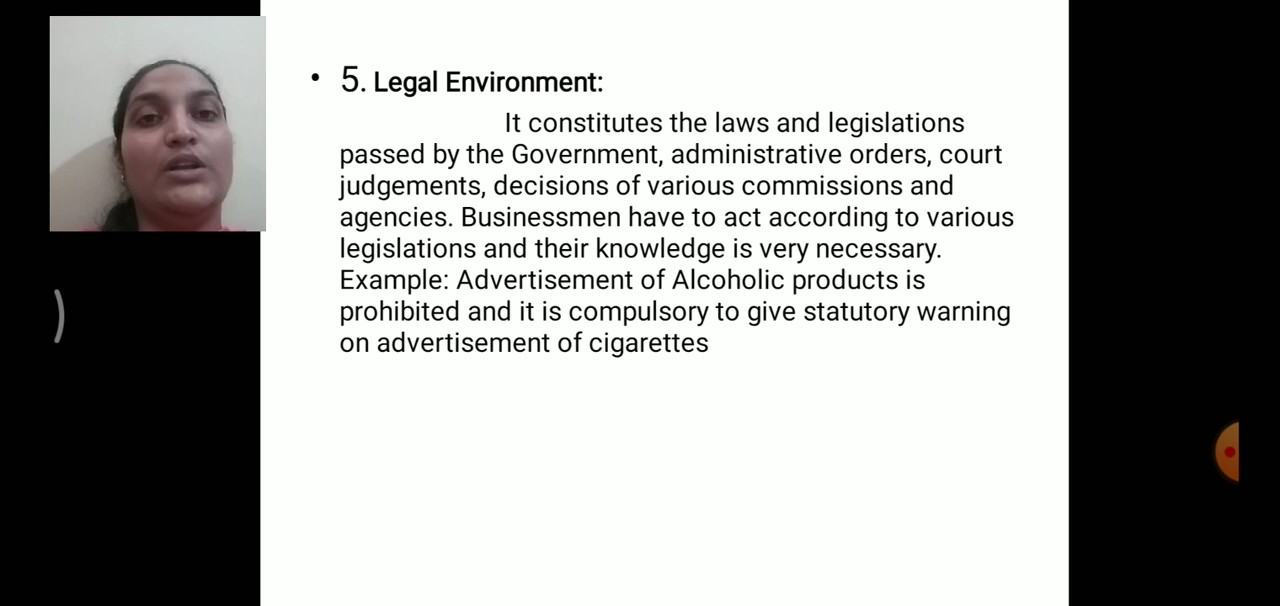 • 5. Legal Environment:
It constitutes the laws and legislations
passed by the Government, administrative orders, court
judgements, decisions of various commissions and
agencies. Businessmen have to act according to various
legislations and their knowledge is very necessary.
Example: Advertisement of Alcoholic products is
prohibited and it is compulsory to give statutory warning
on advertisement of cigarettes